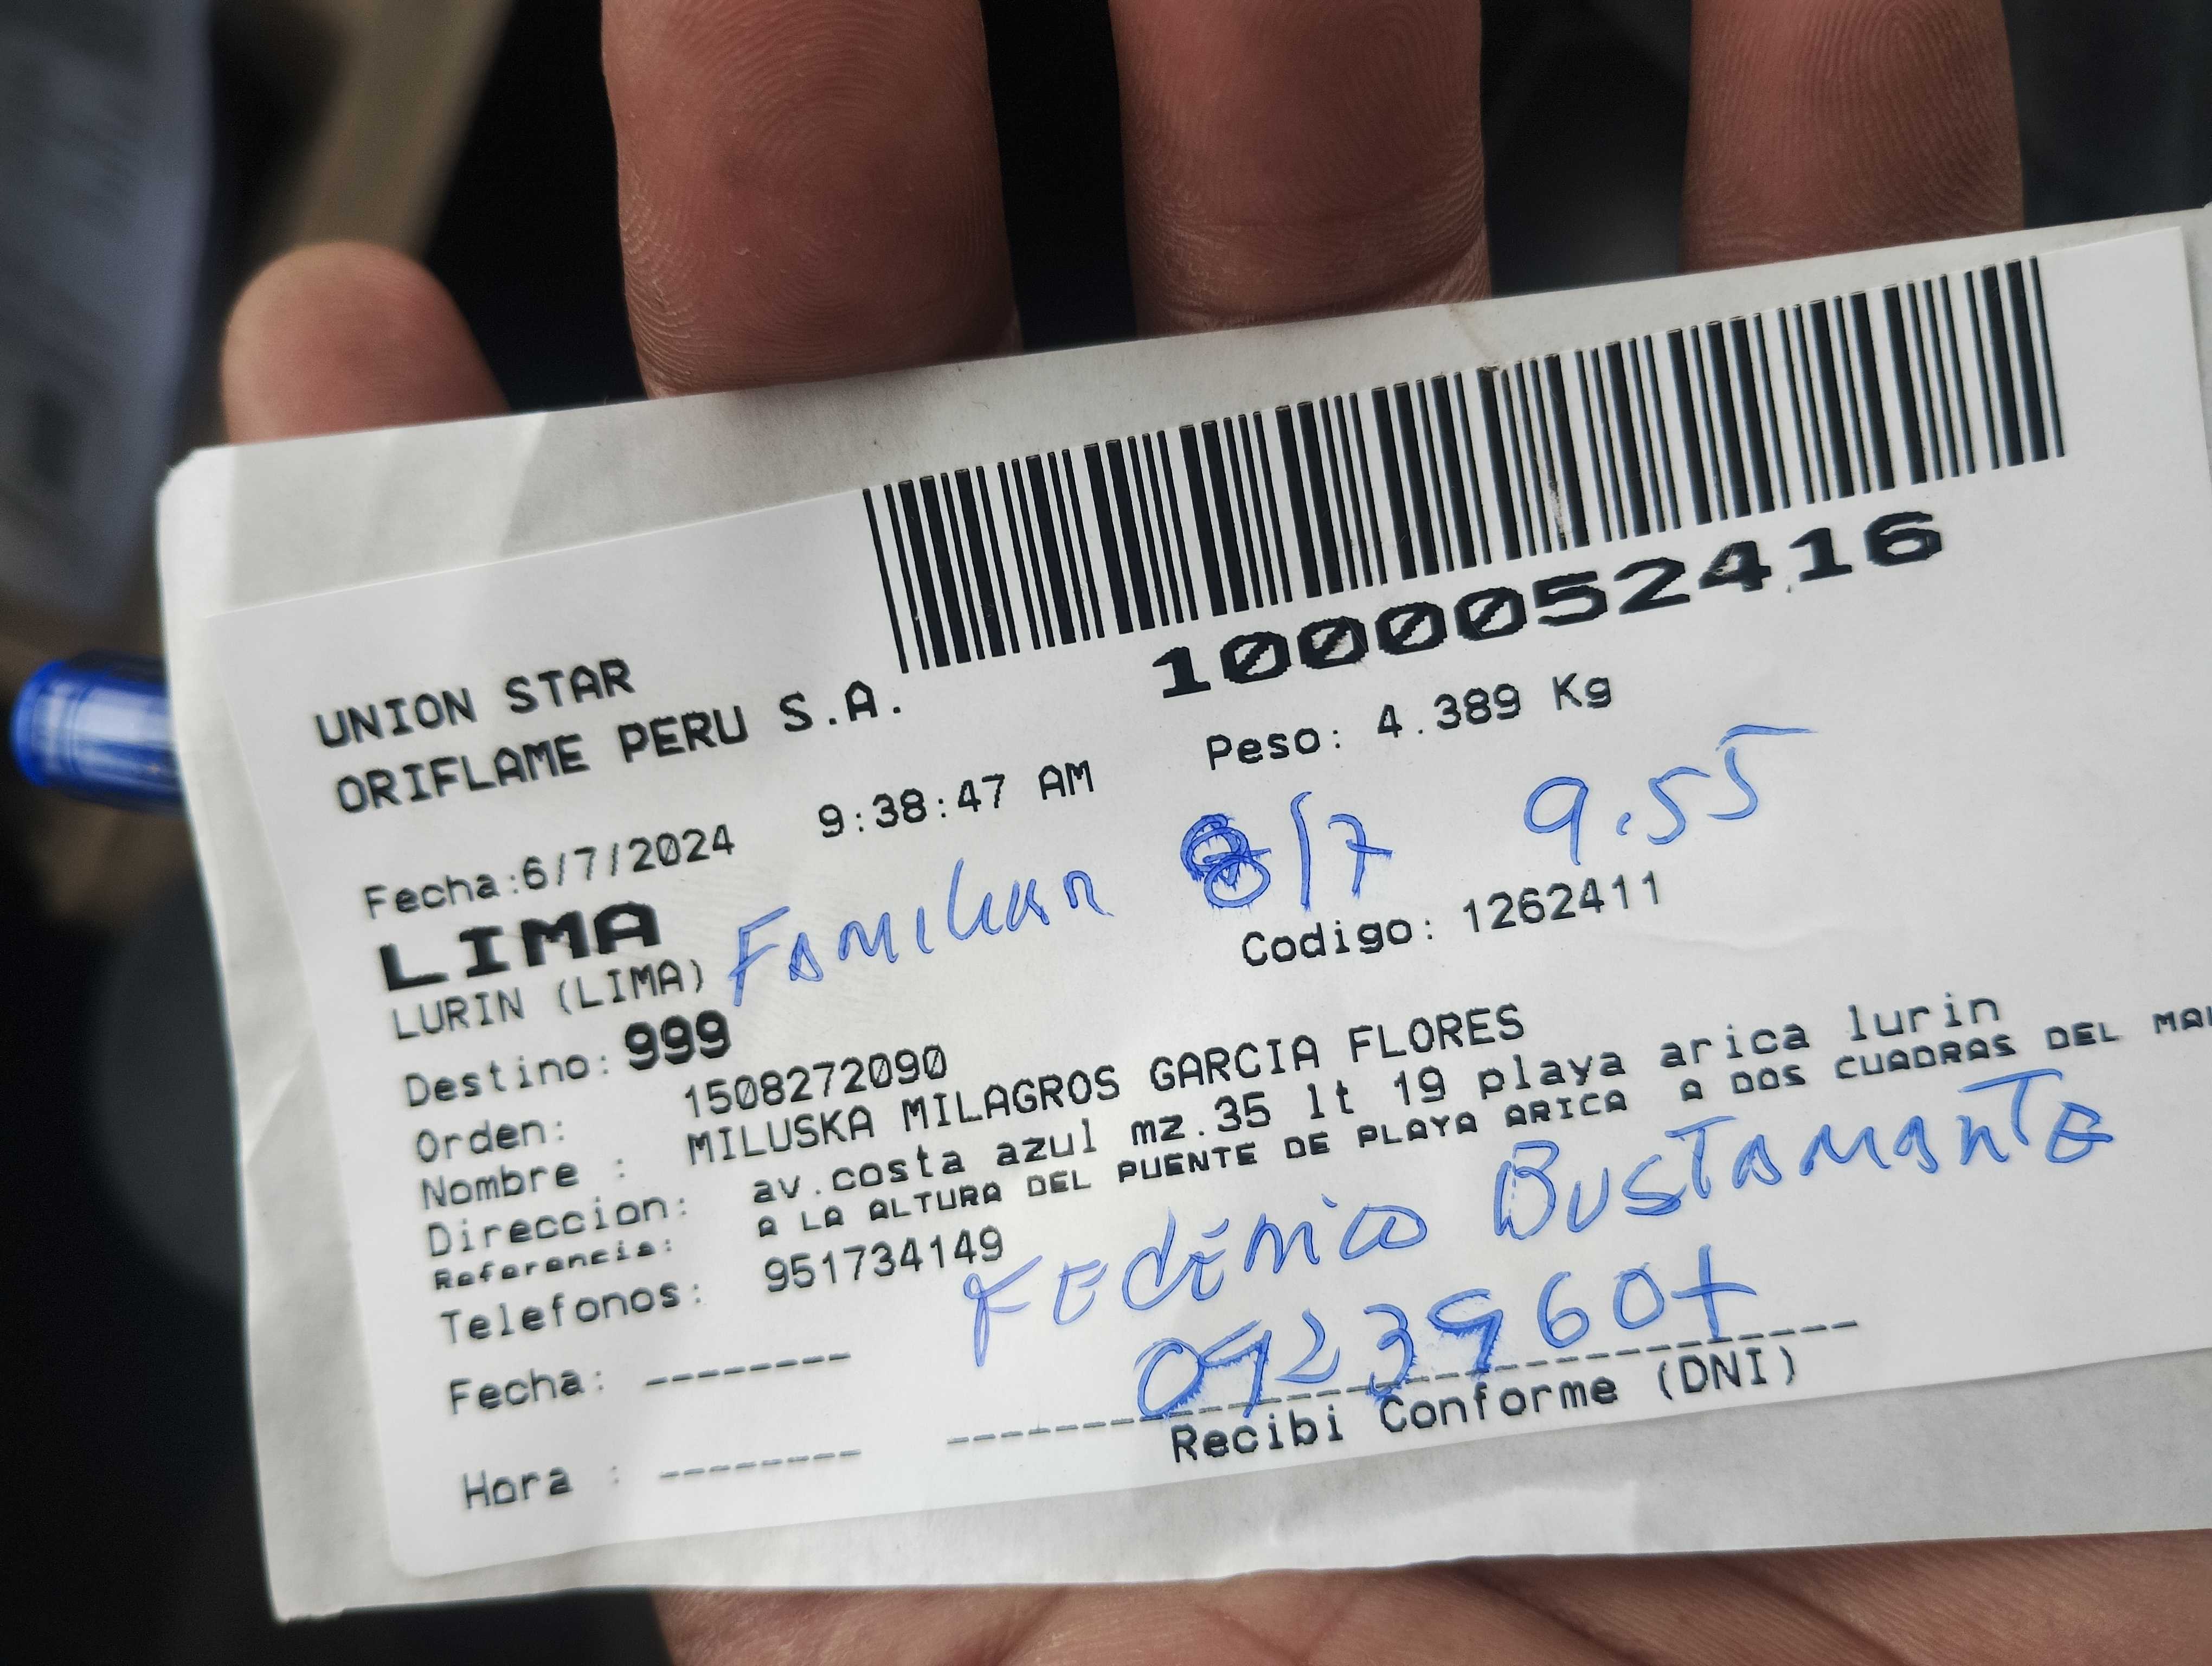 1000052416
UNION STAR
ORIFLAME PERU S.A.
Peso: 4.389 Kg
Fecha:6/7/2024 9:38:47 AM
LIMA
Familiar 8/7 9.55
LURIN (LIMA)
Codigo: 1262411
Destino: 999
Orden: 1508272090
Nombre : MILUSKA MILAGROS GARCIA FLORES
Direccion: av.costa azul mz.35 lt 19 playa arica lurin
Referencia: A LA ALTURA DEL PUENTE DE PLAYA ARICA A DOS CUADRAS DEL
Telefonos: 951734149
Federico Bustamante
Fecha: --------
Recibi Conforme (DNI)
Hora : --------